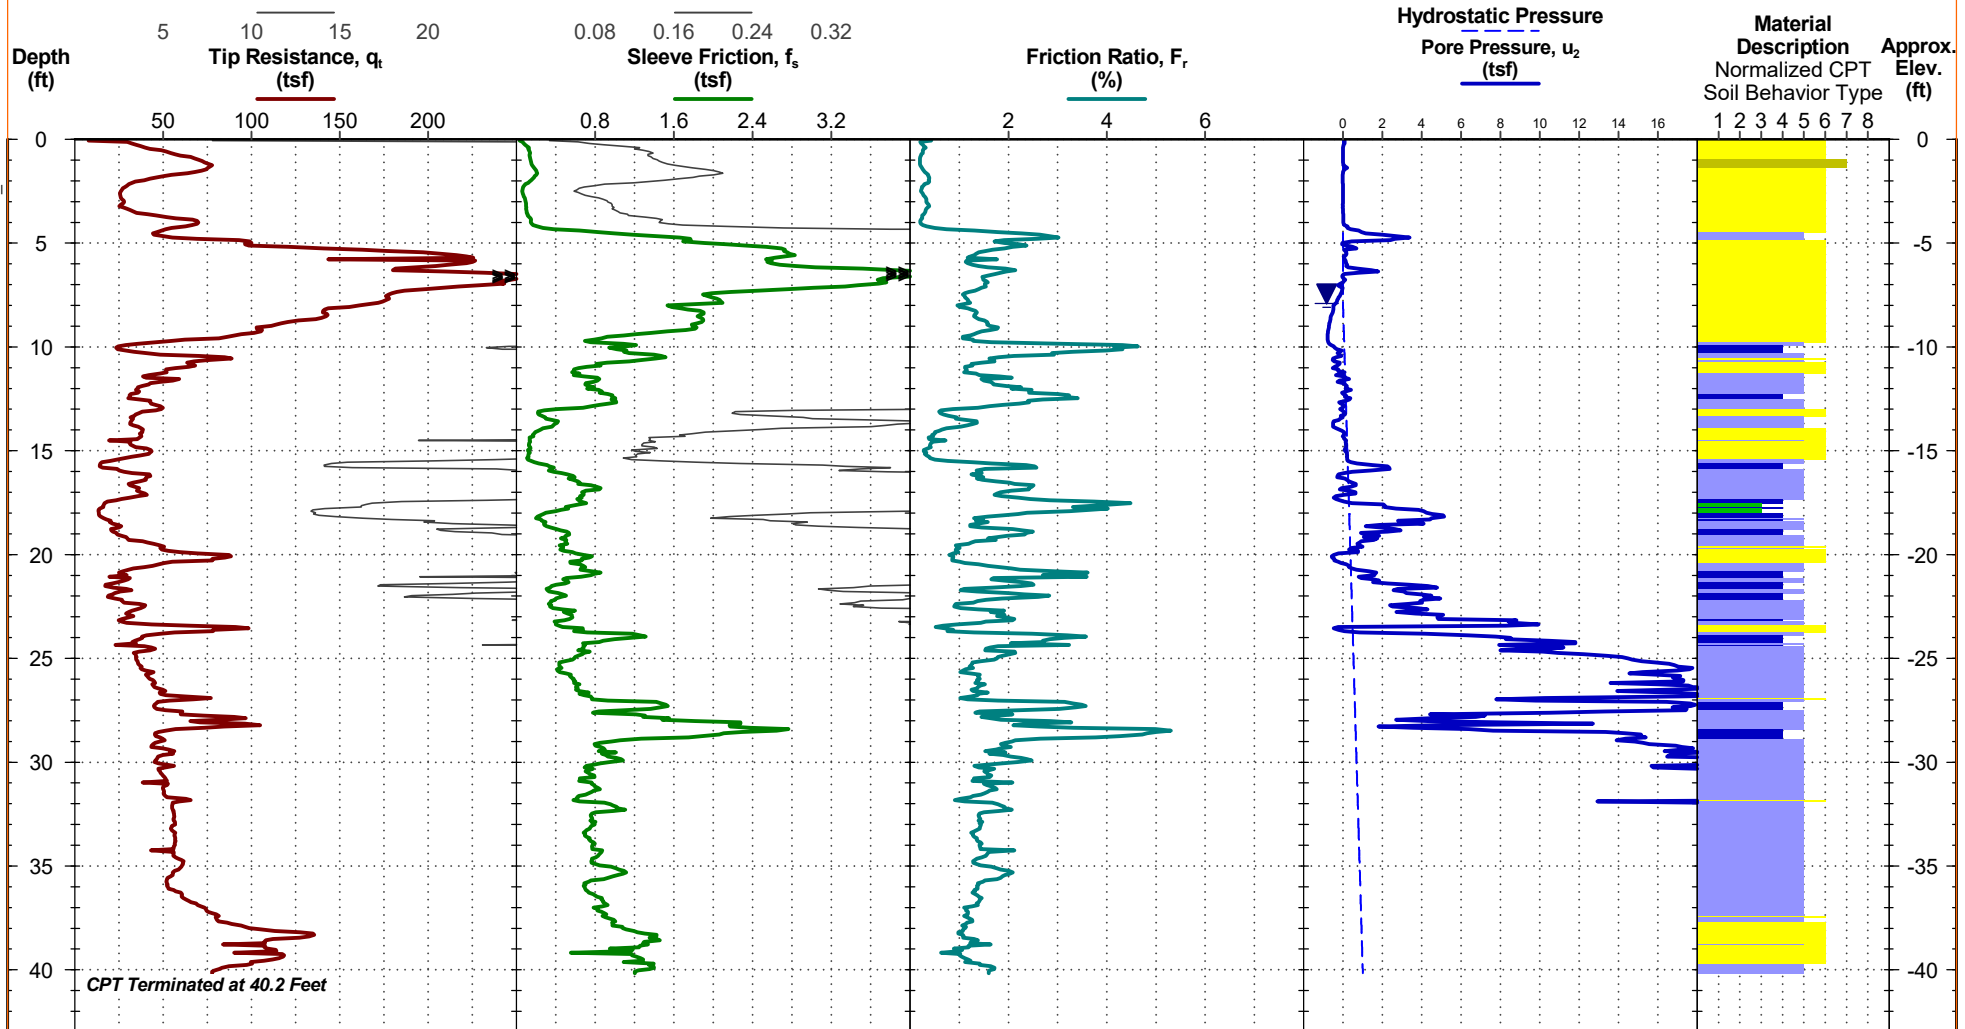 5 10 15 20
0.08 0.16 0.24 0.32
Hydrostatic Pressure
Depth
(ft)
Tip Resistance, qt
(tsf)
Sleeve Friction, fs
(tsf)
Friction Ratio, Fr
(%)
Pore Pressure, u2
(tsf)
Material
Description
Normalized CPT
Soil Behavior Type
Approx.
Elev.
(ft)
50 100 150 200
0.8 1.6 2.4 3.2
2 4 6
0 2 4 6 8 10 12 14 16
1 2 3 4 5 6 7 8
0 -0
5 -5
10 -10
15 -15
20 -20
25 -25
30 -30
35 -35
40 -40
CPT Terminated at 40.2 Feet